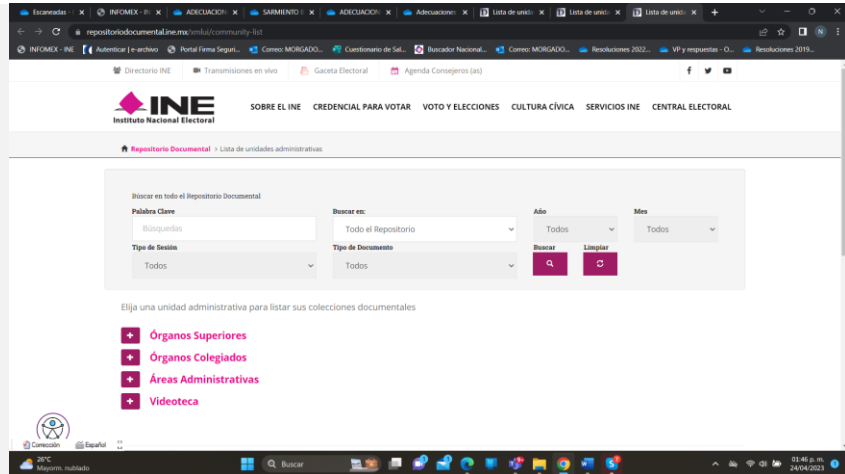 Escaneadas - 
INFOMEX - IN
ADECUACION
SARMIENTO
ADECUACION
Adecuaciones
Lista de unida
Lista de unida
Lista de unida
repositoriodocumental.ine.mx/xmlui/community-list
INFOMEX - INE
Autenticar | e-archivo
Portal Firma Seguri...
Correo: MORGADO...
Cuestionario de Sal...
Buscador Nacional...
Correo: MORGADO...
Resoluciones 2022...
VP y respuestas - O...
Resoluciones 2019...
Directorio INE
Transmisiones en vivo
Gaceta Electoral
Agenda Consejeros (as)
INE
Instituto Nacional Electoral
SOBRE EL INE
CREDENCIAL PARA VOTAR
VOTO Y ELECCIONES
CULTURA CÍVICA
SERVICIOS INE
CENTRAL ELECTORAL
Repositorio Documental > Lista de unidades administrativas
Búscar en todo el Repositorio Documental
Palabra Clave
Buscar en:
Año
Mes
Búsquedas
Todo el Repositorio
Todos
Todos
Tipo de Sesión
Tipo de Documento
Buscar
Limpiar
Todos
Todos
Elija una unidad administrativa para listar sus colecciones documentales
Órganos Superiores
Órganos Colegiados
Áreas Administrativas
Videoteca
Corrección
Español
26°C
Mayorm. nublado
Buscar
01:46 p. m.
24/04/2023